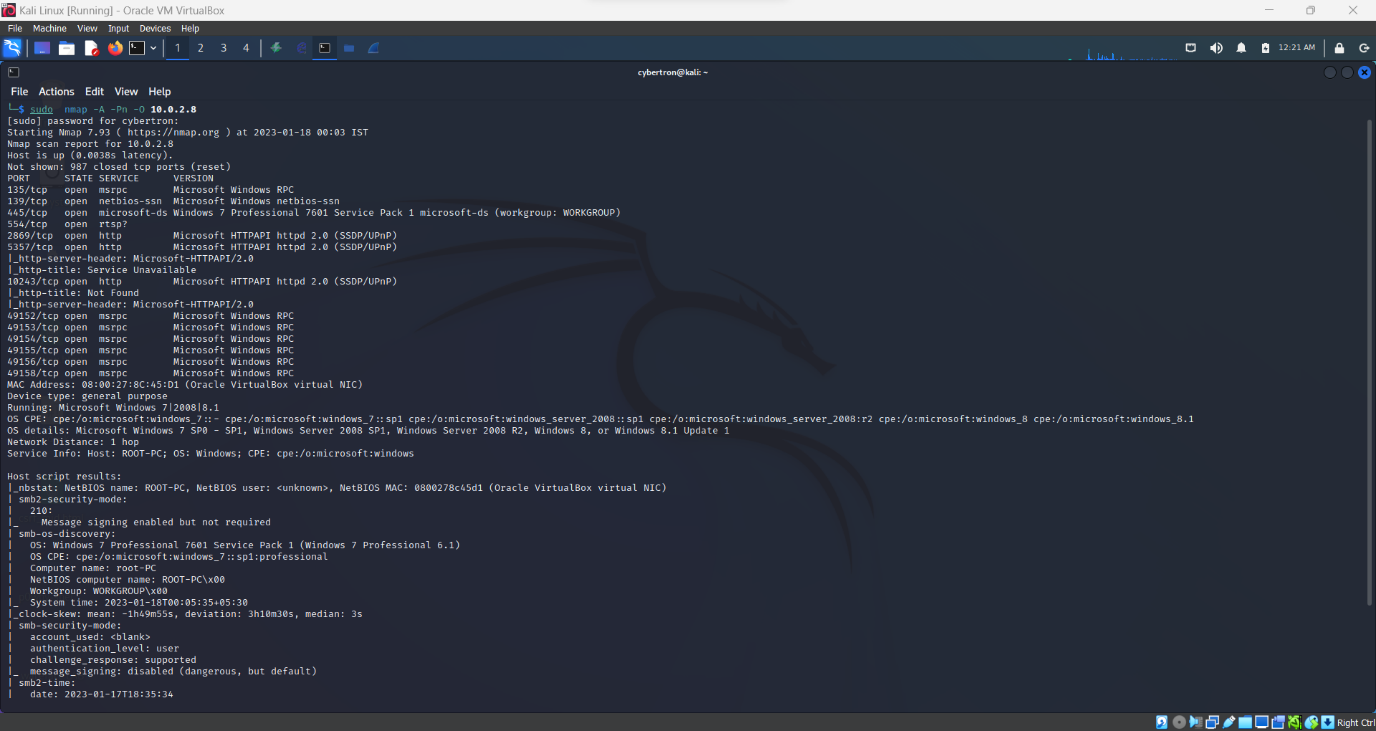 Kali Linux [Running] - Oracle VM VirtualBox
File Machine View Input Devices Help
1 2 3 4
12:21 AM
cybertron@kali: ~
File Actions Edit View Help
└─$ sudo nmap -A -Pn -O 10.0.2.8
[sudo] password for cybertron:
Starting Nmap 7.93 ( https://nmap.org ) at 2023-01-18 00:03 IST
Nmap scan report for 10.0.2.8
Host is up (0.0038s latency).
Not shown: 987 closed tcp ports (reset)
PORT STATE SERVICE VERSION
135/tcp open msrpc Microsoft Windows RPC
139/tcp open netbios-ssn Microsoft Windows netbios-ssn
445/tcp open microsoft-ds Windows 7 Professional 7601 Service Pack 1 microsoft-ds (workgroup: WORKGROUP)
554/tcp open rtsp?
2869/tcp open http Microsoft HTTPAPI httpd 2.0 (SSDP/UPnP)
5357/tcp open http Microsoft HTTPAPI httpd 2.0 (SSDP/UPnP)
|_http-server-header: Microsoft-HTTPAPI/2.0
|_http-title: Service Unavailable
10243/tcp open http Microsoft HTTPAPI httpd 2.0 (SSDP/UPnP)
|_http-title: Not Found
|_http-server-header: Microsoft-HTTPAPI/2.0
49152/tcp open msrpc Microsoft Windows RPC
49153/tcp open msrpc Microsoft Windows RPC
49154/tcp open msrpc Microsoft Windows RPC
49155/tcp open msrpc Microsoft Windows RPC
49156/tcp open msrpc Microsoft Windows RPC
49158/tcp open msrpc Microsoft Windows RPC
MAC Address: 08:00:27:8C:45:D1 (Oracle VirtualBox virtual NIC)
Device type: general purpose
Running: Microsoft Windows 7|2008|8.1
OS CPE: cpe:/o:microsoft:windows_7::- cpe:/o:microsoft:windows_7::sp1 cpe:/o:microsoft:windows_server_2008::sp1 cpe:/o:microsoft:windows_server_2008:r2 cpe:/o:microsoft:windows_8 cpe:/o:microsoft:windows_8.1
OS details: Microsoft Windows 7 SP0 - SP1, Windows Server 2008 SP1, Windows Server 2008 R2, Windows 8, or Windows 8.1 Update 1
Network Distance: 1 hop
Service Info: Host: ROOT-PC; OS: Windows; CPE: cpe:/o:microsoft:windows
Host script results:
|_nbstat: NetBIOS name: ROOT-PC, NetBIOS user: <unknown>, NetBIOS MAC: 0800278c45d1 (Oracle VirtualBox virtual NIC)
| smb2-security-mode:
| 210:
|_ Message signing enabled but not required
| smb-os-discovery:
| OS: Windows 7 Professional 7601 Service Pack 1 (Windows 7 Professional 6.1)
| OS CPE: cpe:/o:microsoft:windows_7::sp1:professional
| Computer name: root-PC
| NetBIOS computer name: ROOT-PC\x00
| Workgroup: WORKGROUP\x00
|_ System time: 2023-01-18T00:05:35+05:30
|_clock-skew: mean: -1h49m55s, deviation: 3h10m30s, median: 3s
| smb-security-mode:
| account_used: <blank>
| authentication_level: user
| challenge_response: supported
|_ message_signing: disabled (dangerous, but default)
| smb2-time:
| date: 2023-01-17T18:35:34
Right Ctrl